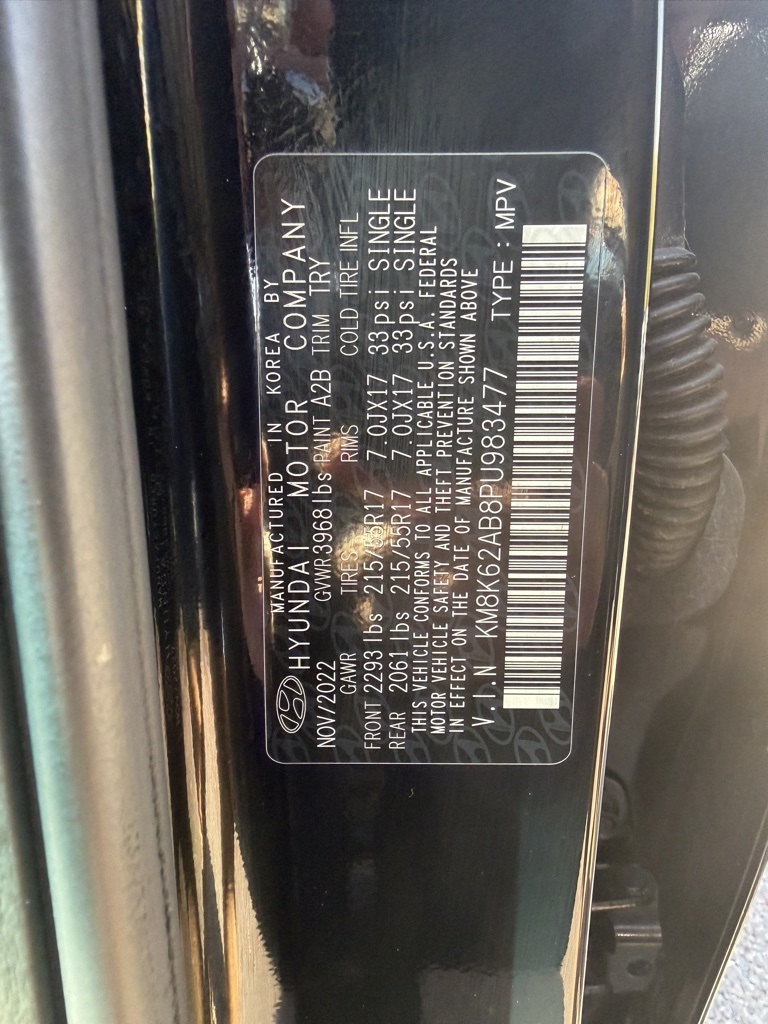 MANUFACTURED IN KOREA BY
HYUNDAI MOTOR COMPANY
NOV/2022 GVWR 3968 lbs PAINT A2B TRIM TRY
GAWR TIRES RIMS COLD TIRE INFL
FRONT 2293 lbs 215/55R17 7.0JX17 33psi SINGLE
REAR 2061 lbs 215/55R17 7.0JX17 33psi SINGLE
THIS VEHICLE CONFORMS TO ALL APPLICABLE U.S.A. FEDERAL
MOTOR VEHICLE SAFETY AND THEFT PREVENTION STANDARDS
IN EFFECT ON THE DATE OF MANUFACTURE SHOWN ABOVE
V.I.N KM8K62AB8PU983477 TYPE : MPV